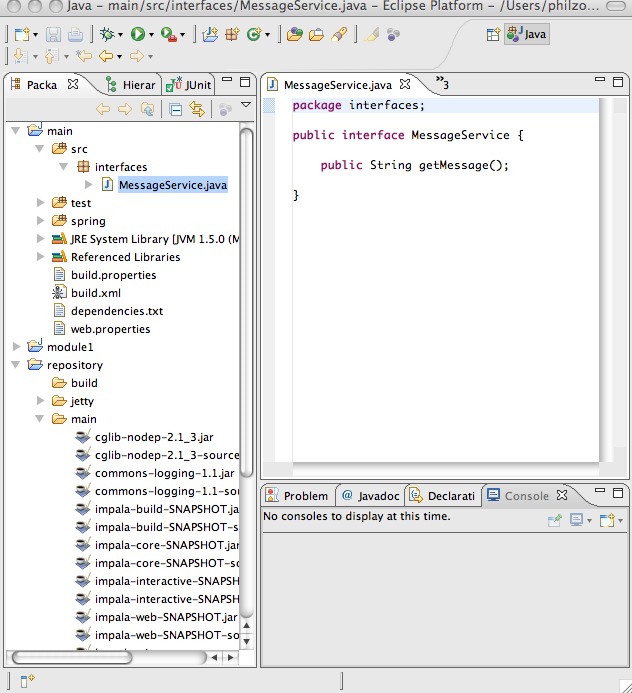 Java – main/src/interfaces/MessageService.java – Eclipse Platform – /Users/philzo...
Java
Packa
Hierar
JUnit
main
src
interfaces
MessageService.java
test
spring
JRE System Library [JVM 1.5.0 (M
Referenced Libraries
build.properties
build.xml
dependencies.txt
web.properties
module1
repository
build
jetty
main
cglib-nodep-2.1_3.jar
cglib-nodep-2.1_3-source
commons-logging-1.1.jar
commons-logging-1.1-so
impala-build-SNAPSHOT.ja
impala-build-SNAPSHOT-s
impala-core-SNAPSHOT.jar
impala-core-SNAPSHOT-so
impala-interactive-SNAPSH
impala-interactive-SNAPSH
impala-web-SNAPSHOT.jar
impala-web-SNAPSHOT-so
MessageService.java
»3
package interfaces;
public interface MessageService {
public String getMessage();
}
Problem
@ Javadoc
Declarati
Console
No consoles to display at this time.